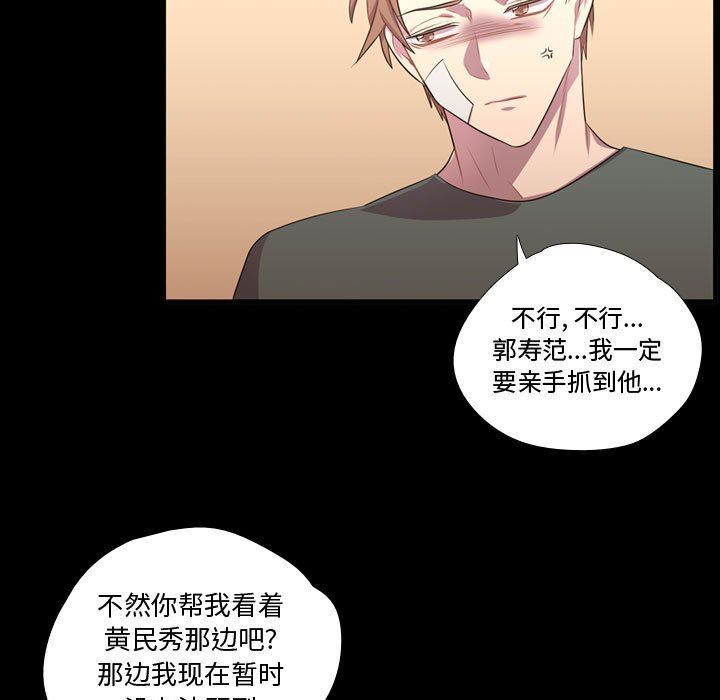 不行, 不行...
郭寿范...我一定
要亲手抓到他...
不然你帮我看着
黄民秀那边吧?
那边我现在暂时